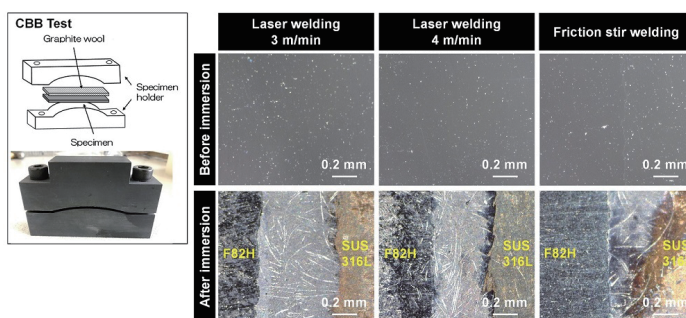 CBB Test
Graphite wool
Specimen
holder
Specimen
Laser welding
3 m/min
Laser welding
4 m/min
Friction stir welding
Before immersion
0.2 mm
0.2 mm
0.2 mm
After immersion
F82H
SUS
316L
0.2 mm
F82H
SUS
316L
0.2 mm
F82H
SUS
0.2 mm